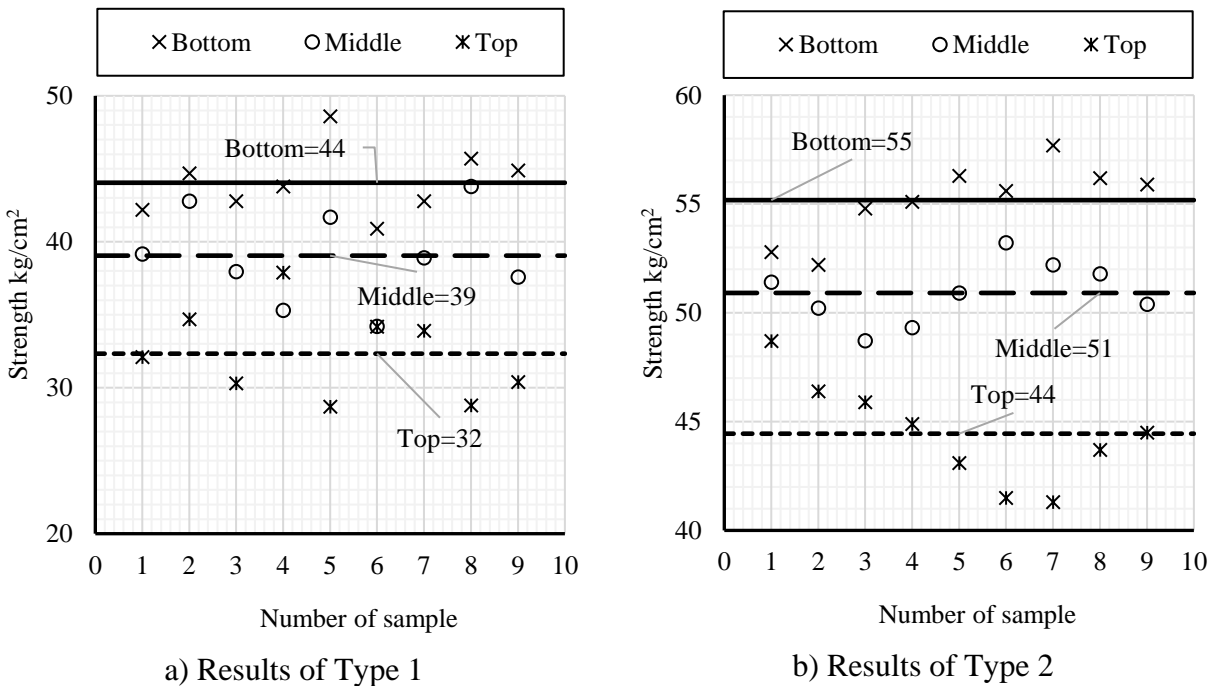 Bottom Middle Top
50
40
30
20
Strength kg/cm²
Bottom=44
Middle=39
Top=32
0 1 2 3 4 5 6 7 8 9 10
Number of sample
a) Results of Type 1
Bottom Middle Top
60
55
50
45
40
Strength kg/cm²
Bottom=55
Middle=51
Top=44
0 1 2 3 4 5 6 7 8 9 10
Number of sample
b) Results of Type 2